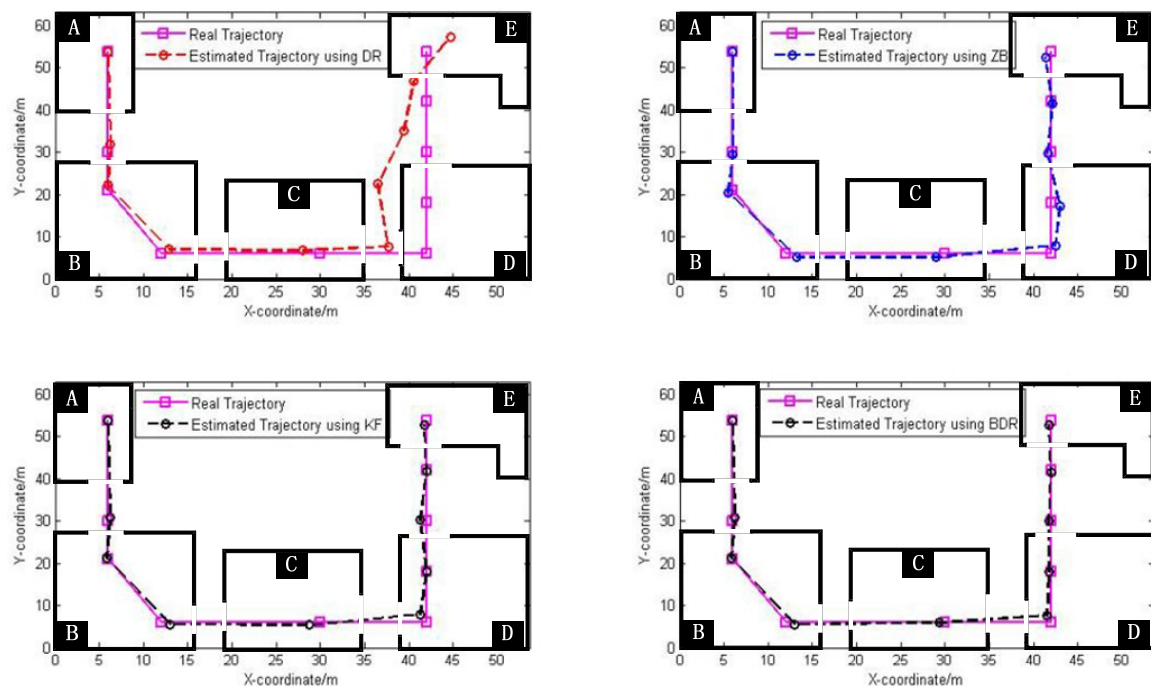 A
E
Real Trajectory
Estimated Trajectory using DR
C
B
D
Y-coordinate/m
60
50
40
30
20
10
0
0 5 10 15 20 25 30 35 40 45 50
X-coordinate/m
A
E
Real Trajectory
Estimated Trajectory using ZB
C
B
D
Y-coordinate/m
60
50
40
30
20
10
0
0 5 10 15 20 25 30 35 40 45 50
X-coordinate/m
A
E
Real Trajectory
Estimated Trajectory using KF
C
B
D
Y-coordinate/m
60
50
40
30
20
10
0
0 5 10 15 20 25 30 35 40 45 50
X-coordinate/m
A
E
Real Trajectory
Estimated Trajectory using BDR
C
B
D
Y-coordinate/m
60
50
40
30
20
10
0
0 5 10 15 20 25 30 35 40 45 50
X-coordinate/m